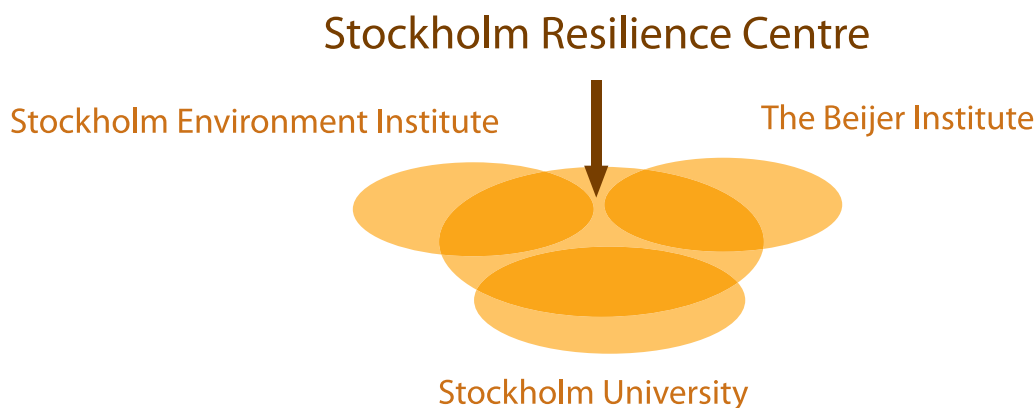 Stockholm Resilience Centre
Stockholm Environment Institute
The Beijer Institute
Stockholm University